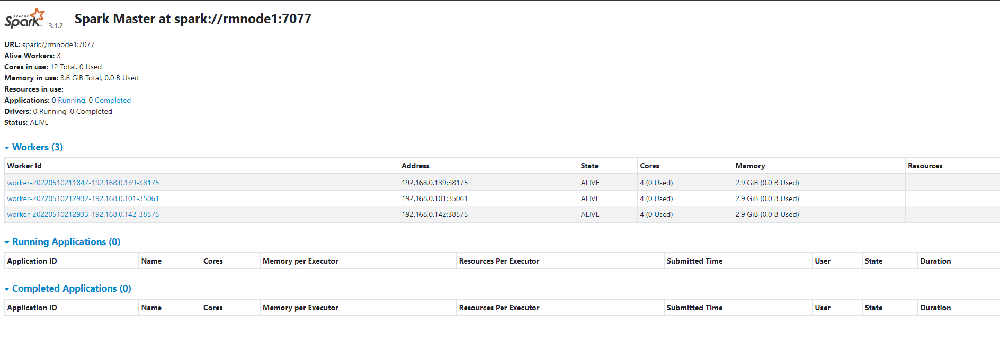 APACHE
Spark 3.1.2 Spark Master at spark://rmnode1:7077
URL: spark://rmnode1:7077
Alive Workers: 3
Cores in use: 12 Total, 0 Used
Memory in use: 8.6 GiB Total, 0.0 B Used
Resources in use:
Applications: 0 Running, 0 Completed
Drivers: 0 Running, 0 Completed
Status: ALIVE
Workers (3)
Worker Id Address State Cores Memory Resources
worker-20220510211847-192.168.0.139-38175 192.168.0.139:38175 ALIVE 4 (0 Used) 2.9 GiB (0.0 B Used)
worker-20220510212932-192.168.0.101-35061 192.168.0.101:35061 ALIVE 4 (0 Used) 2.9 GiB (0.0 B Used)
worker-20220510212933-192.168.0.142-38575 192.168.0.142:38575 ALIVE 4 (0 Used) 2.9 GiB (0.0 B Used)
Running Applications (0)
Application ID Name Cores Memory per Executor Resources Per Executor Submitted Time User State Duration
Completed Applications (0)
Application ID Name Cores Memory per Executor Resources Per Executor Submitted Time User State Duration